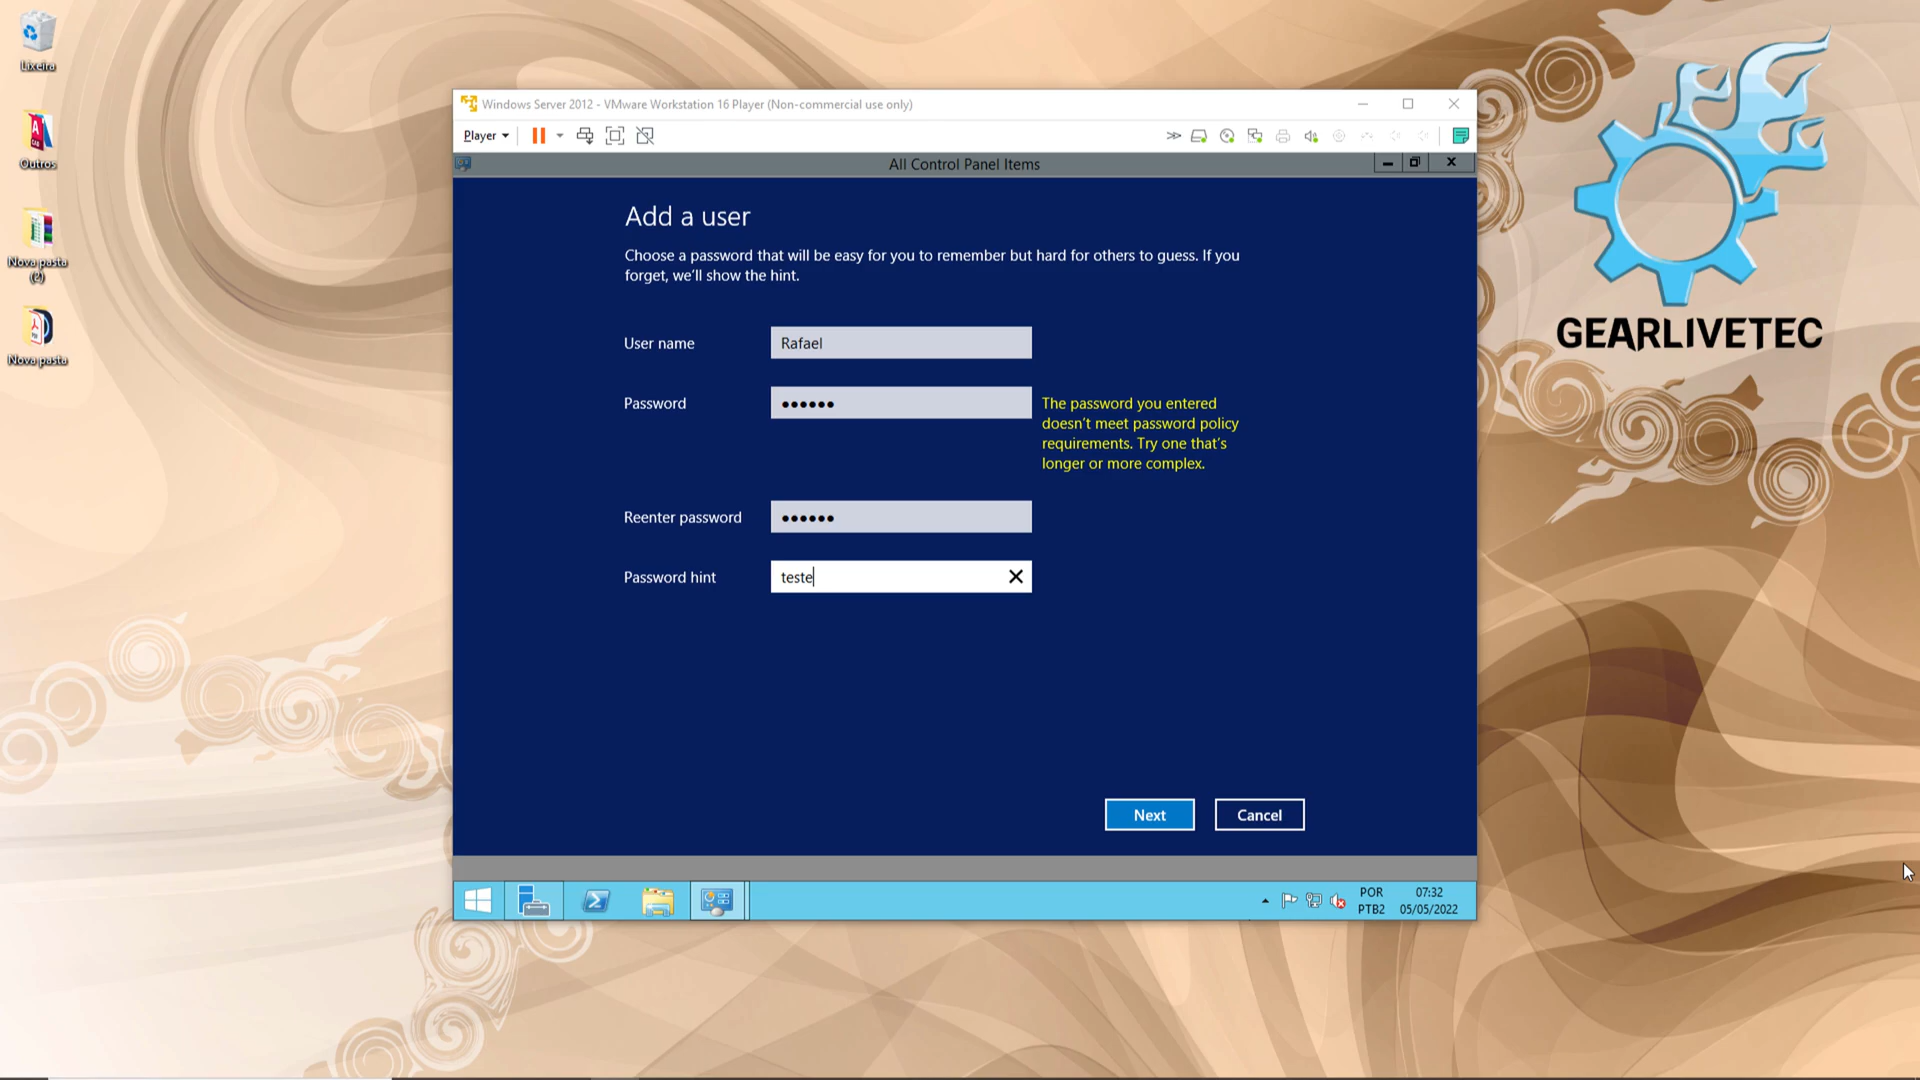 Lixeira
Outros
Nova pasta
(2)
Nova pasta
GEARLIVETEC
Windows Server 2012 - VMware Workstation 16 Player (Non-commercial use only)
Player
All Control Panel Items
Add a user
Choose a password that will be easy for you to remember but hard for others to guess. If you
forget, we'll show the hint.
User name
Rafael
Password
The password you entered
doesn't meet password policy
requirements. Try one that's
longer or more complex.
Reenter password
Password hint
teste
Next
Cancel
POR
PTB2
07:32
05/05/2022